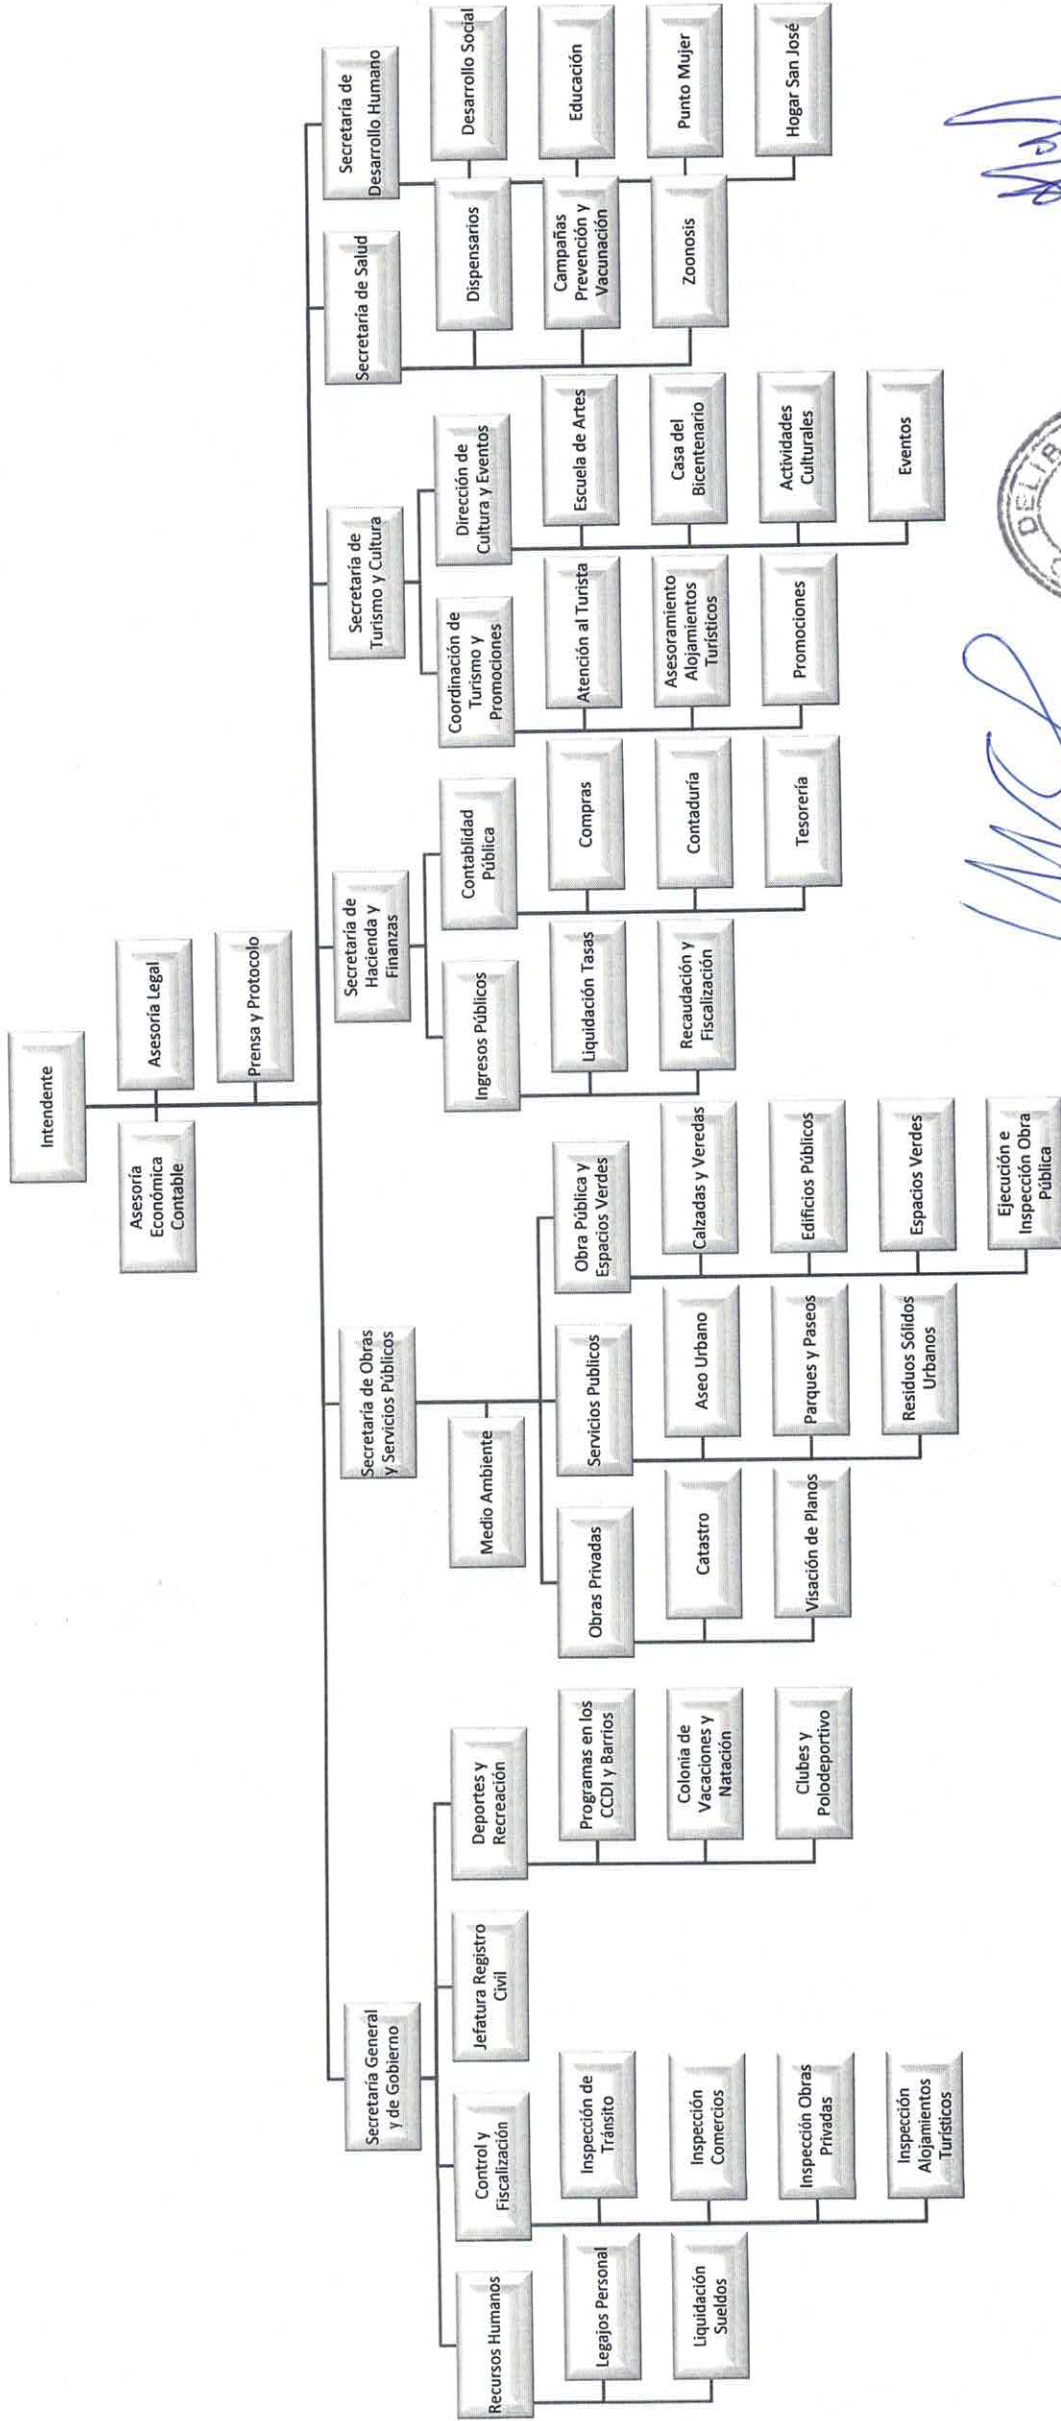 Intendente
Asesoría
Económica
Contable
Asesoría Legal
Prensa y Protocolo
Secretaría General
y de Gobierno
Recursos Humanos
Legajos Personal
Liquidación
Sueldos
Control y
Fiscalización
Inspección de
Tránsito
Inspección
Comercios
Inspección Obras
Privadas
Inspección
Alojamientos
Turísticos
Jefatura Registro
Civil
Deportes y
Recreación
Programas en los
CCDI y Barrios
Colonia de
Vacaciones y
Natación
Clubes y
Polodeportivo
Secretaría de Obras
y Servicios Públicos
Medio Ambiente
Obras Privadas
Catastro
Visación de Planos
Servicios Publicos
Aseo Urbano
Parques y Paseos
Residuos Sólidos
Urbanos
Obra Pública y
Espacios Verdes
Calzadas y Veredas
Edificios Públicos
Espacios Verdes
Ejecución e
Inspección Obra
Pública
Secretaría de
Hacienda y
Finanzas
Ingresos Públicos
Liquidación Tasas
Recaudación y
Fiscalización
Contablidad
Pública
Compras
Contaduría
Tesorería
Secretaría de
Turismo y Cultura
Coordinación de
Turismo y
Promociones
Atención al Turista
Asesoramiento
Alojamientos
Turísticos
Promociones
Dirección de
Cultura y Eventos
Escuela de Artes
Casa del
Bicentenario
Actividades
Culturales
Eventos
Secretaría de Salud
Dispensarios
Campañas
Prevención y
Vacunación
Zoonosis
Secretaría de
Desarrollo Humano
Desarrollo Social
Educación
Punto Mujer
Hogar San José
DELIB